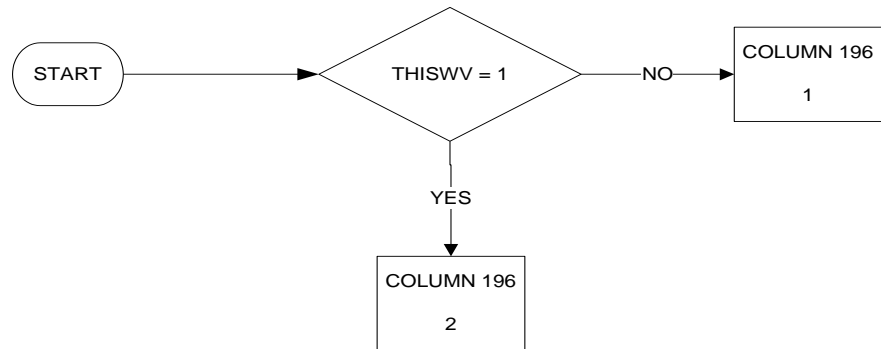 START
THISWV = 1
NO
COLUMN 196
1
YES
COLUMN 196
2